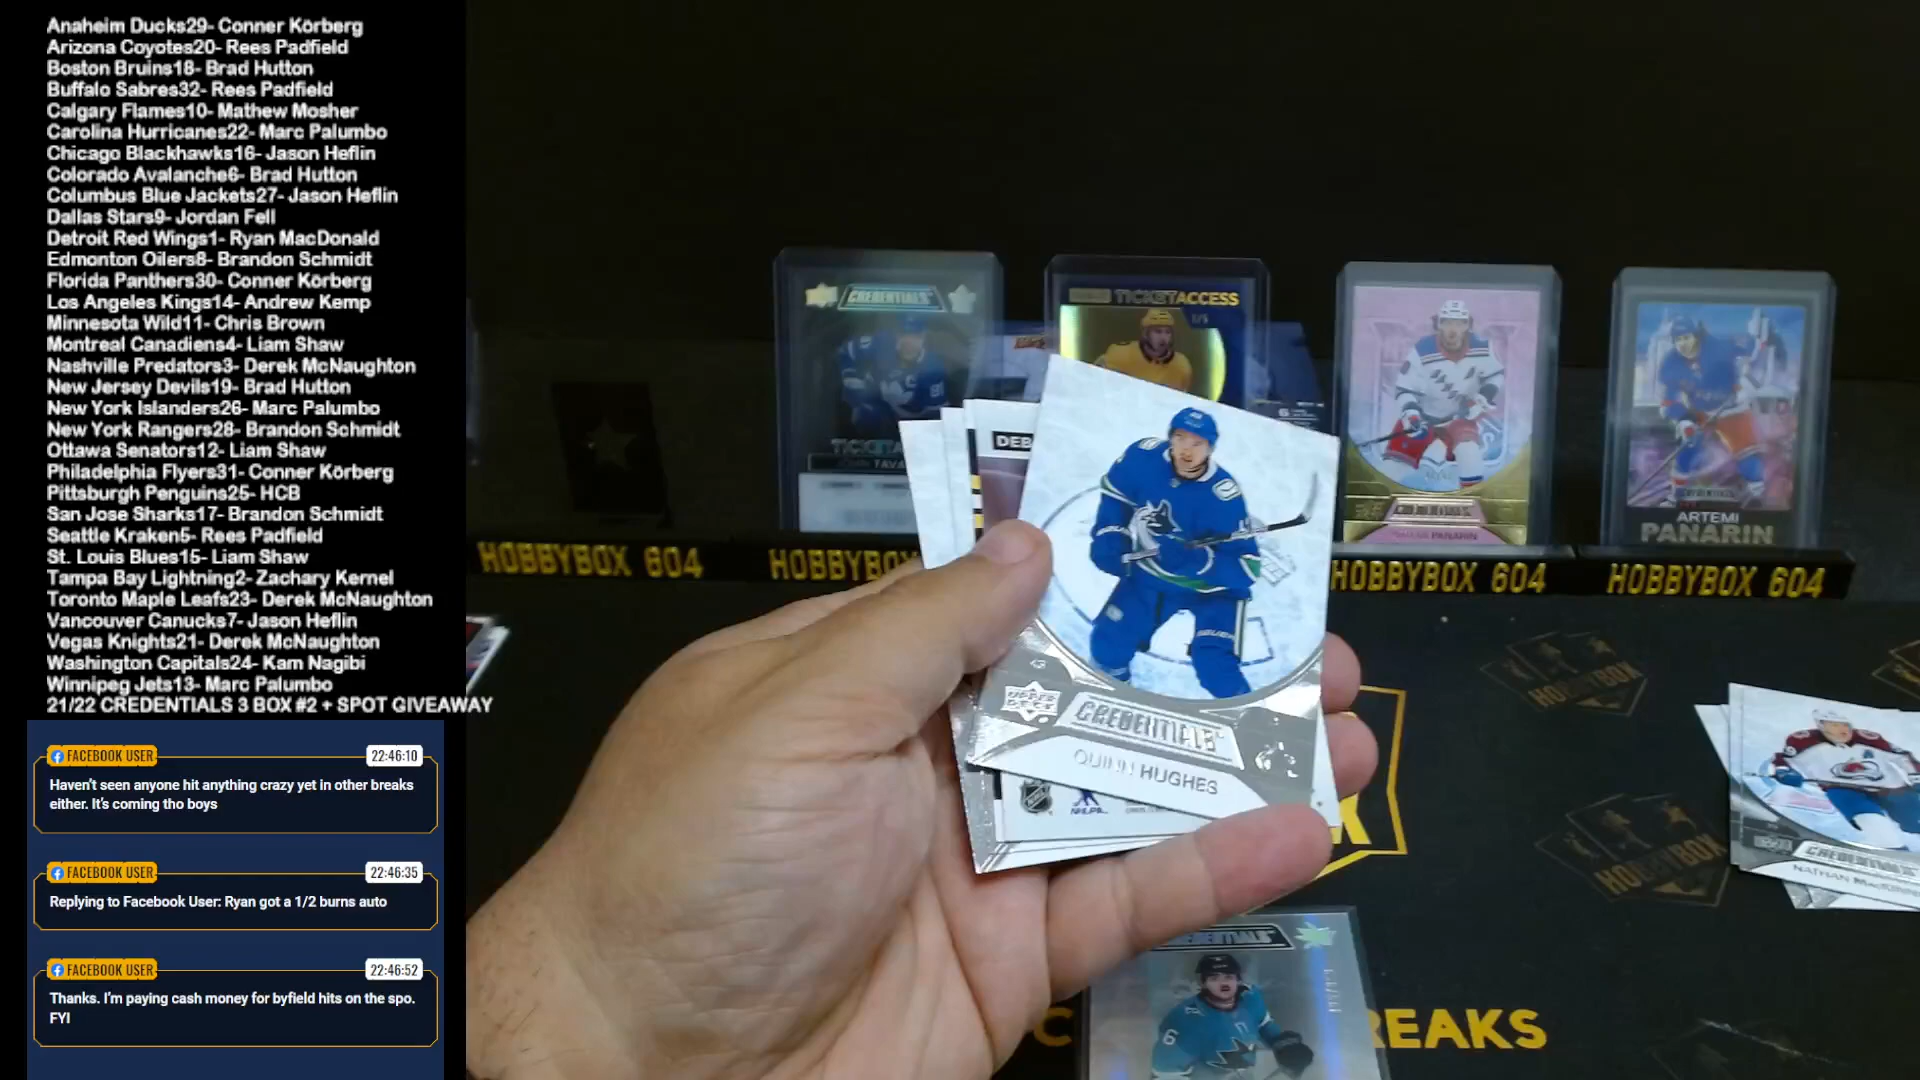 Anaheim Ducks29- Conner Körberg
Arizona Coyotes20- Rees Padfield
Boston Bruins18- Brad Hutton
Buffalo Sabres32- Rees Padfield
Calgary Flames10- Mathew Mosher
Carolina Hurricanes22- Marc Palumbo
Chicago Blackhawks16- Jason Heflin
Colorado Avalanche6- Brad Hutton
Columbus Blue Jackets27- Jason Heflin
Dallas Stars9- Jordan Fell
Detroit Red Wings1- Ryan MacDonald
Edmonton Oilers8- Brandon Schmidt
Florida Panthers30- Conner Körberg
Los Angeles Kings14- Andrew Kemp
Minnesota Wild11- Chris Brown
Montreal Canadiens4- Liam Shaw
Nashville Predators3- Derek McNaughton
New Jersey Devils19- Brad Hutton
New York Islanders26- Marc Palumbo
New York Rangers28- Brandon Schmidt
Ottawa Senators12- Liam Shaw
Philadelphia Flyers31- Conner Körberg
Pittsburgh Penguins25- HCB
San Jose Sharks17- Brandon Schmidt
Seattle Kraken5- Rees Padfield
St. Louis Blues15- Liam Shaw
Tampa Bay Lightning2- Zachary Kernel
Toronto Maple Leafs23- Derek McNaughton
Vancouver Canucks7- Jason Heflin
Vegas Knights21- Derek McNaughton
Washington Capitals24- Kam Nagibi
Winnipeg Jets13- Marc Palumbo
21/22 CREDENTIALS 3 BOX #2 + SPOT GIVEAWAY
FACEBOOK USER 22:46:10
Haven't seen anyone hit anything crazy yet in other breaks
either. It's coming tho boys
FACEBOOK USER 22:46:35
Replying to Facebook User: Ryan got a 1/2 burns auto
FACEBOOK USER 22:46:52
Thanks. I'm paying cash money for byfield hits on the spo.
FYI
CREDENTIALS
TICKETACCESS
ARTEMI
PANARIN
HOBBYBOX 604
HOBBYBOX
HOBBYBOX 604
HOBBYBOX 604
DEB
UPPER
DECK
CREDENTIALS
QUINN HUGHES
NHLPA
HOBBYBOX
HOBBYBOX
CREDENTIALS
NATHAN
CREDENTIALS
REAKS